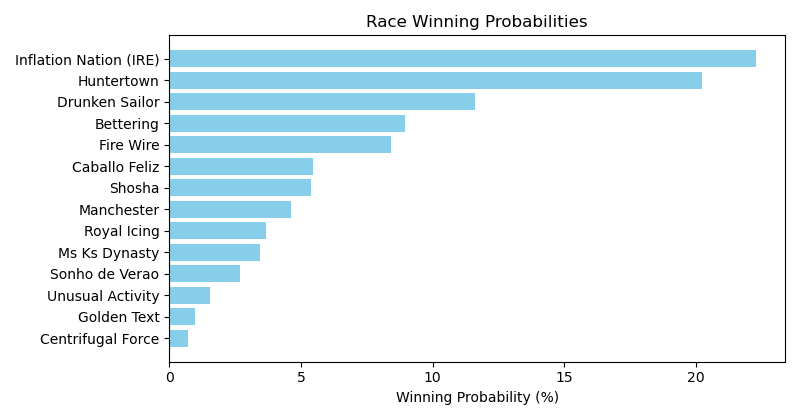 Race Winning Probabilities
Inflation Nation (IRE)
Huntertown
Drunken Sailor
Bettering
Fire Wire
Caballo Feliz
Shosha
Manchester
Royal Icing
Ms Ks Dynasty
Sonho de Verao
Unusual Activity
Golden Text
Centrifugal Force
0 5 10 15 20
Winning Probability (%)